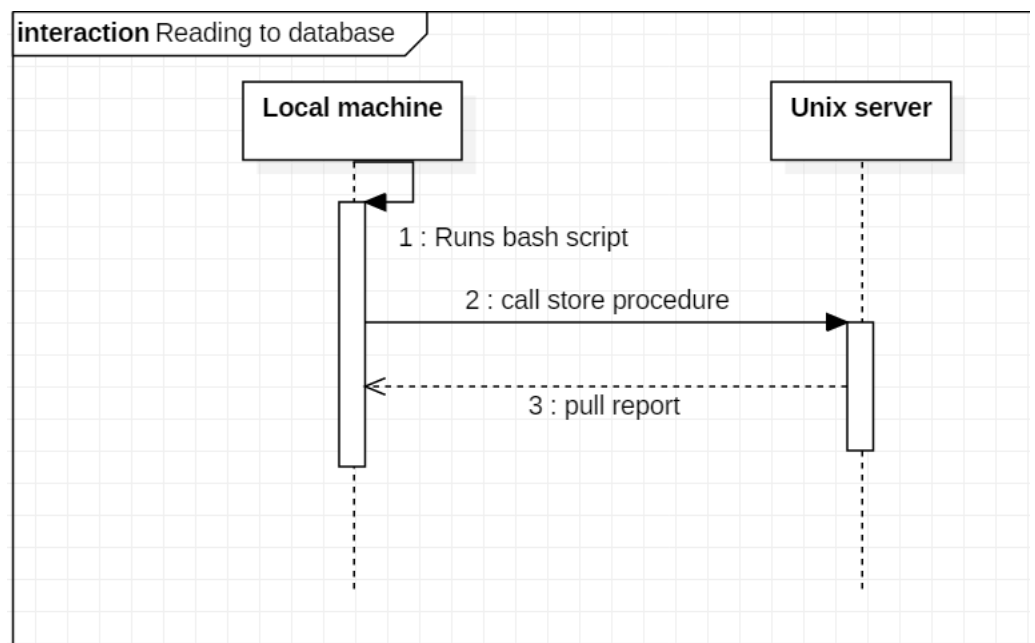 interaction Reading to database
Local machine
Unix server
1 : Runs bash script
2 : call store procedure
3 : pull report